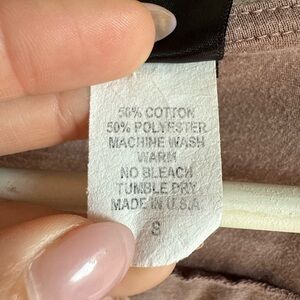 50% COTTON
50% POLYESTER
MACHINE WASH
WARM
NO BLEACH
TUMBLE DRY
MADE IN U.S.A
S